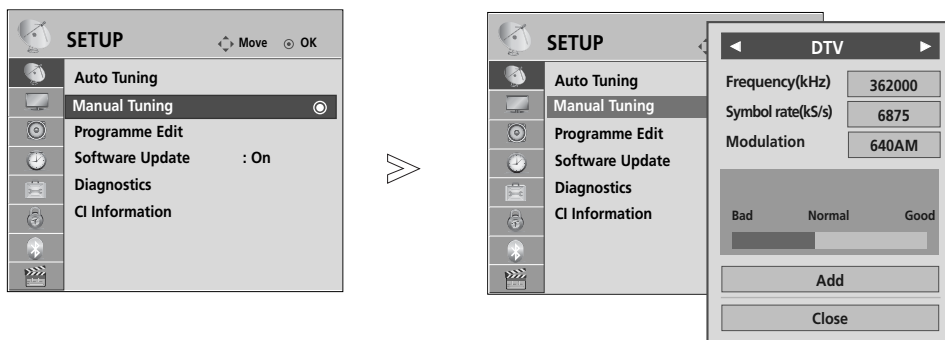 SETUP Move OK
Auto Tuning
Manual Tuning
Programme Edit
Software Update : On
Diagnostics
CI Information
SETUP
Auto Tuning
Manual Tuning
Programme Edit
Software Update
Diagnostics
CI Information
DTV
Frequency(kHz) 362000
Symbol rate(kS/s) 6875
Modulation 640AM
Bad Normal Good
Add
Close